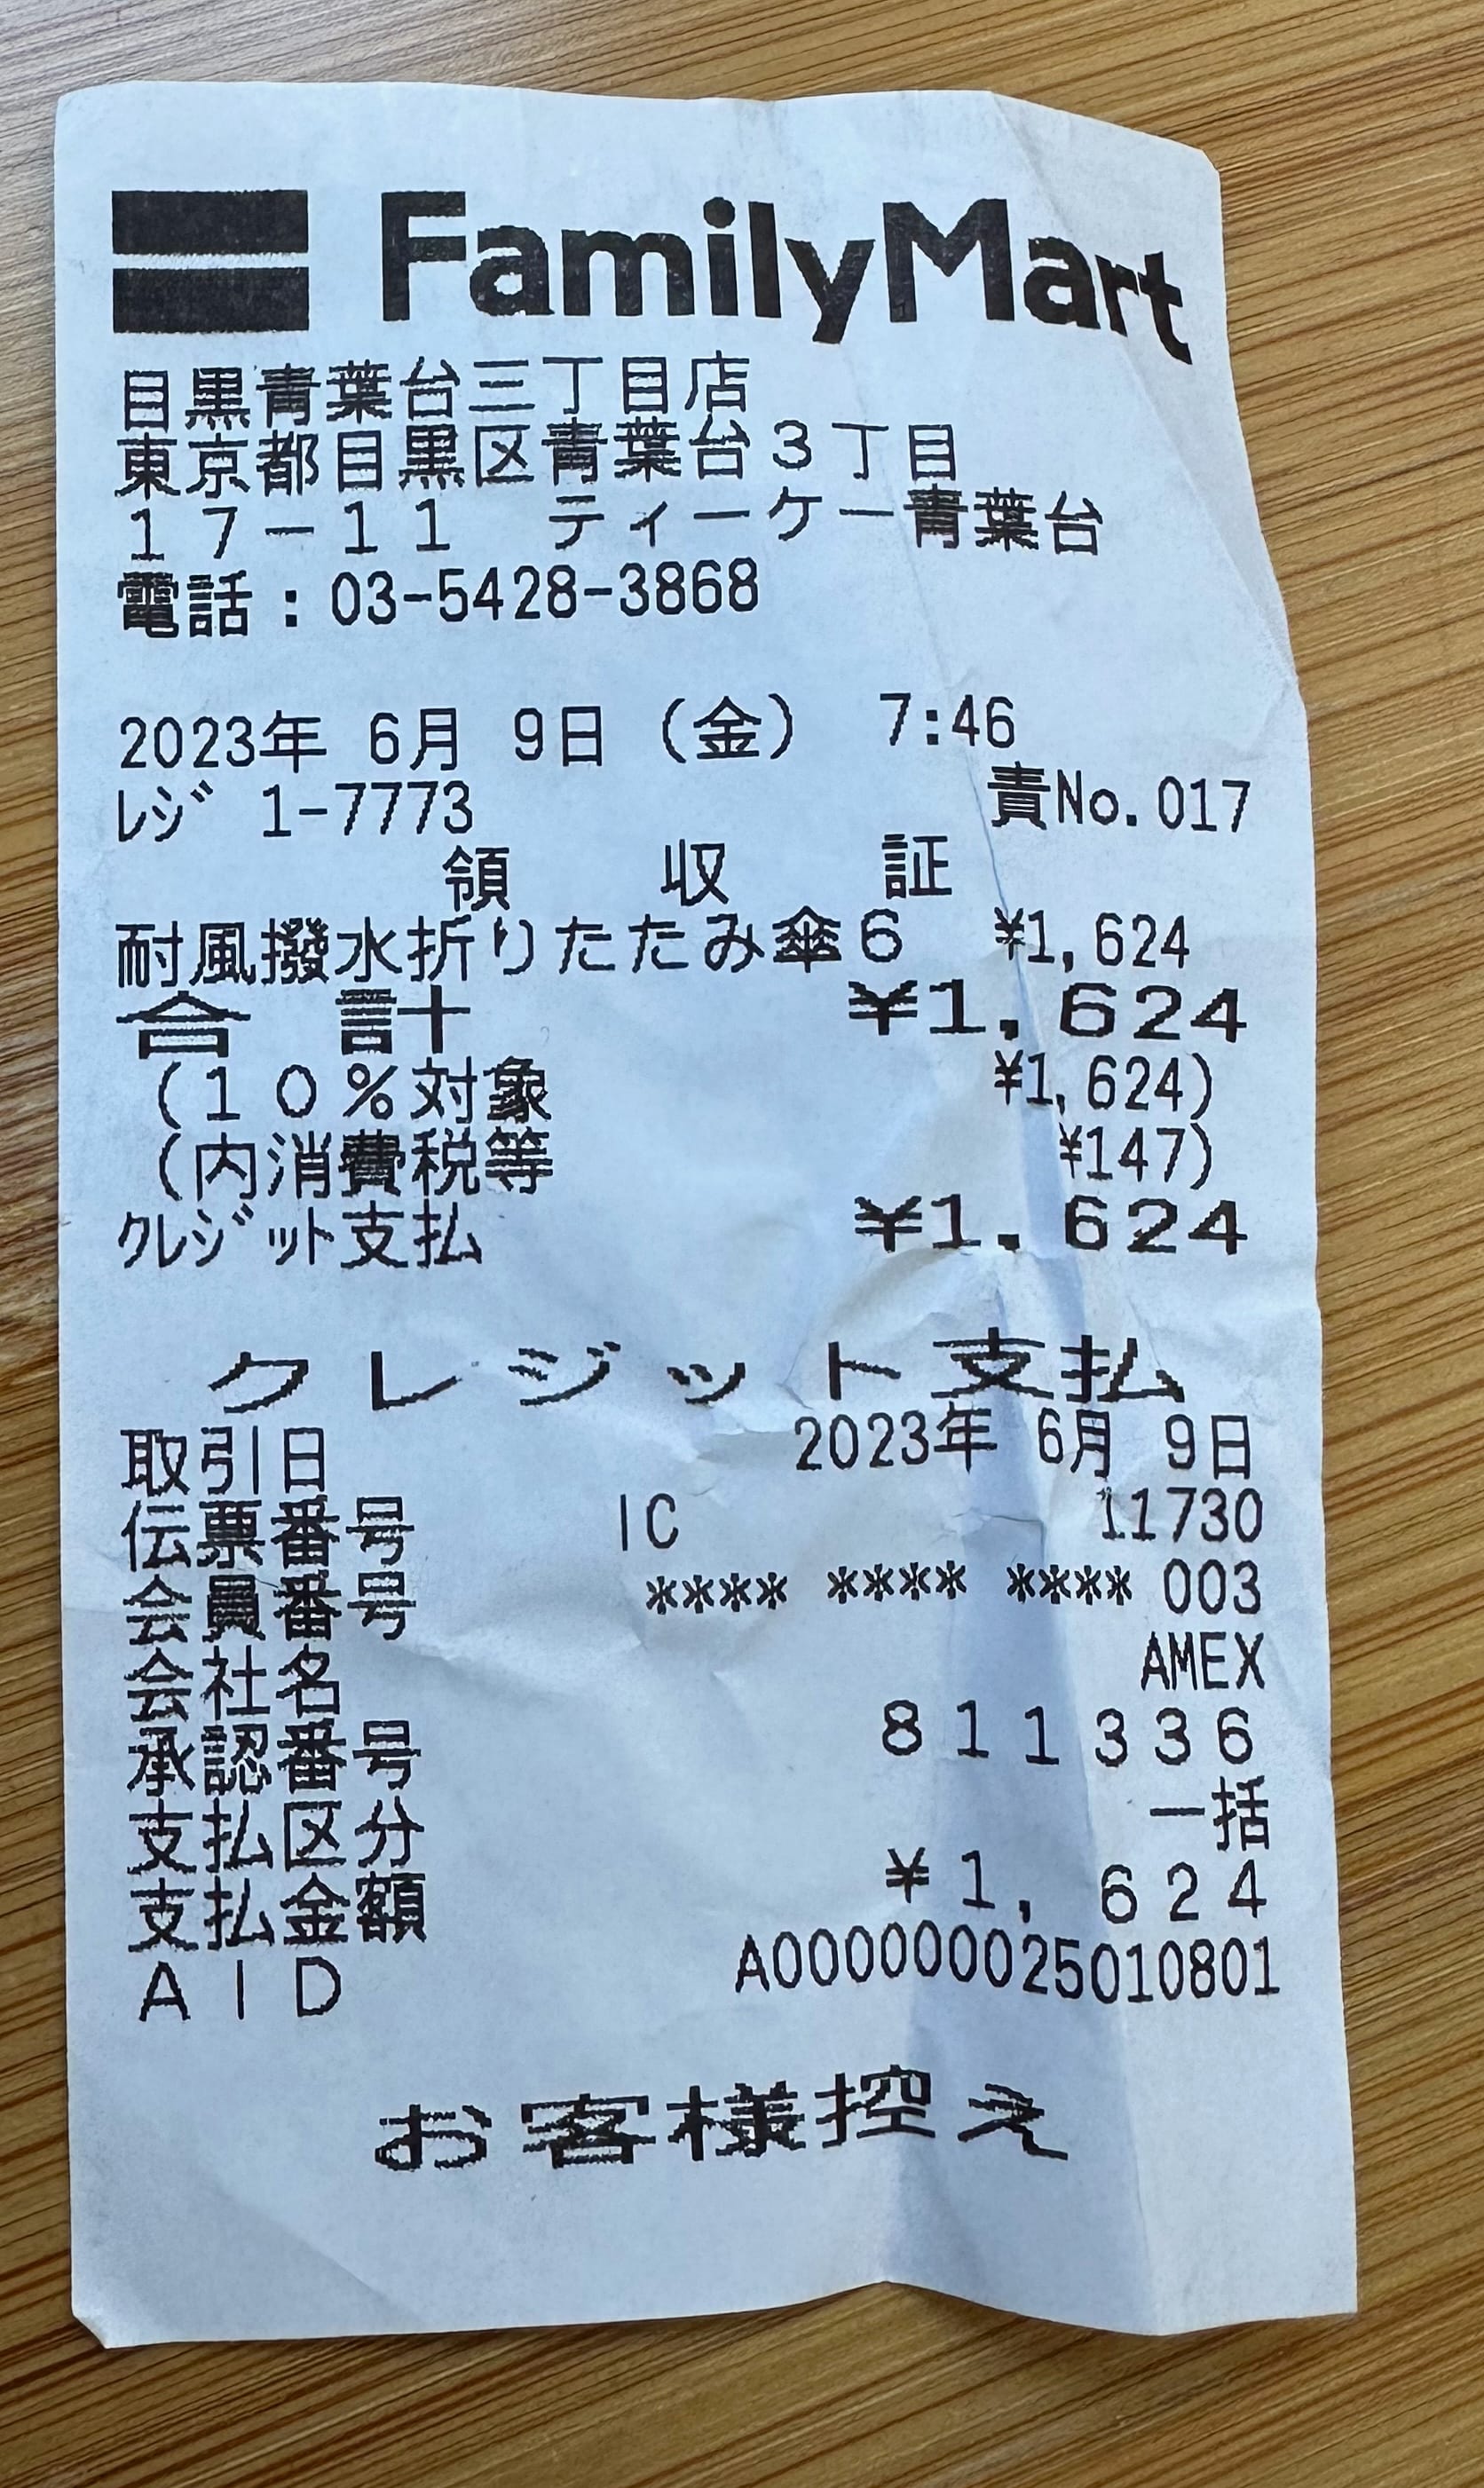 FamilyMart
目黒青葉台三丁目店
東京都目黒区青葉台3丁目
17ー11　ティーケー青葉台
電話:03-5428-3868
2023年 6月 9日(金) 7:46
ﾚｼﾞ 1-7773 責No.017
領　収　証
耐風撥水折りたたみ傘6 ¥1,624
合　計 ¥1,624
(10%対象 ¥1,624)
(内消費税等 ¥147)
ｸﾚｼﾞｯﾄ支払 ¥1,624
クレジット支払
取引日 2023年 6月 9日
伝票番号 IC 11730
会員番号 **** **** **** 003
会社名 AMEX
承認番号 811336
支払区分 一括
支払金額 ¥1,624
AID A000000025010801
お客様控え